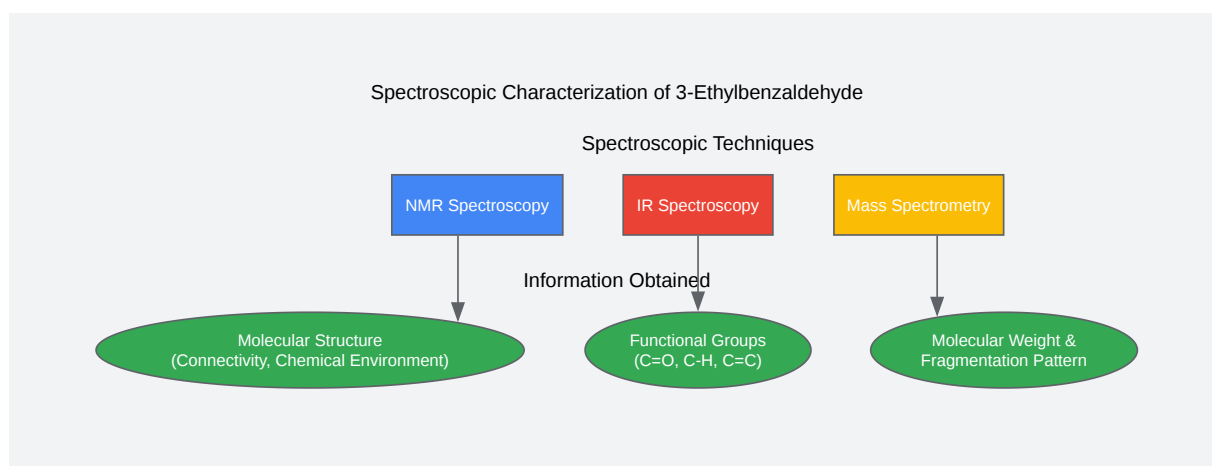 Spectroscopic Characterization of 3-Ethylbenzaldehyde
Spectroscopic Techniques
NMR Spectroscopy
IR Spectroscopy
Mass Spectrometry
Information Obtained
Molecular Structure
(Connectivity, Chemical Environment)
Functional Groups
(C=O, C-H, C=C)
Molecular Weight &
Fragmentation Pattern